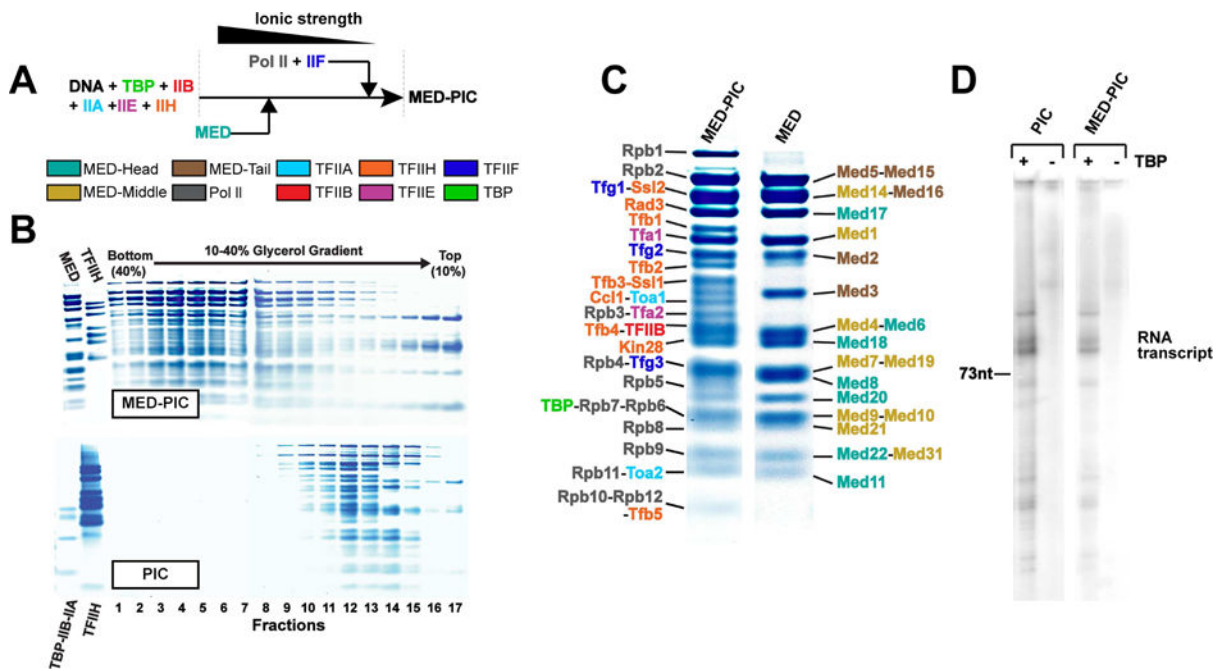 A
Ionic strength
Pol II + IIF
DNA + TBP + IIB
+ IIA +IIE + IIH
MED-PIC
MED
MED-Head
MED-Tail
TFIIA
TFIIH
TFIIF
MED-Middle
Pol II
TFIIB
TFIIE
TBP
B
MED
TFIIH
Bottom
(40%)
10-40% Glycerol Gradient
Top
(10%)
MED-PIC
PIC
TBP-IIB-IIA
TFIIH
1 2 3 4 5 6 7 8 9 10 11 12 13 14 15 16 17
Fractions
C
MED-PIC
MED
Rpb1
Rpb2
Tfg1-Ssl2
Rad3
Tfb1
Tfa1
Tfg2
Tfb2
Tfb3-Ssl1
Ccl1-Toa1
Rpb3-Tfa2
Tfb4-TFIIB
Kin28
Rpb4-Tfg3
Rpb5
TBP-Rpb7-Rpb6
Rpb8
Rpb9
Rpb11-Toa2
Rpb10-Rpb12
-Tfb5
Med5-Med15
Med14-Med16
Med17
Med1
Med2
Med3
Med4-Med6
Med18
Med7-Med19
Med8
Med20
Med9-Med10
Med21
Med22-Med31
Med11
D
PIC
MED-PIC
+ - + - TBP
RNA
transcript
73nt